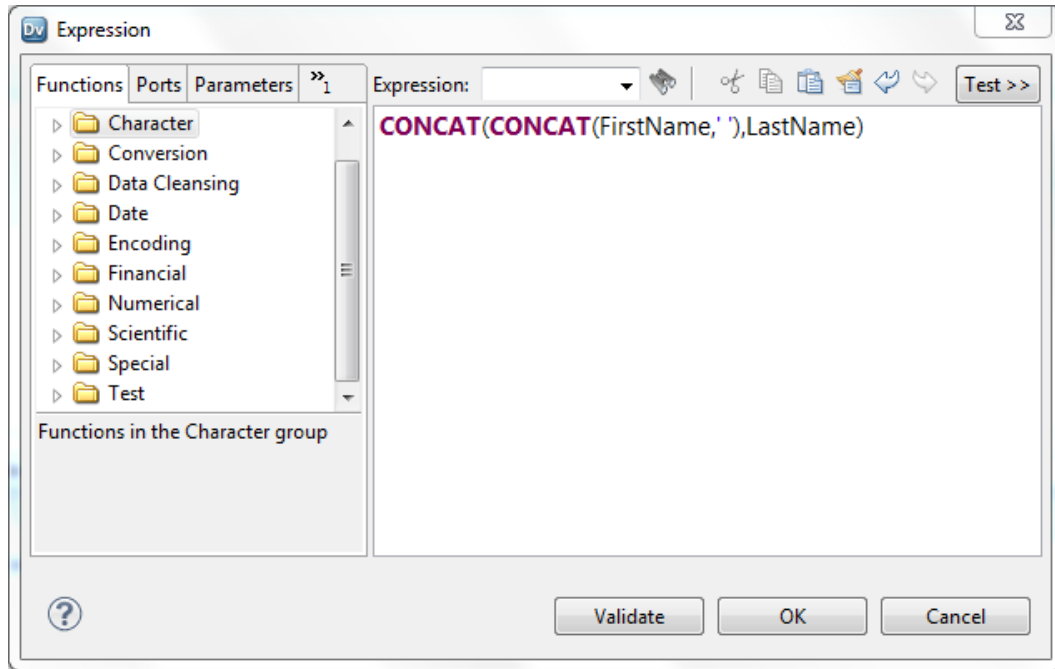 Dv Expression
Functions Ports Parameters »1 Expression: Test >>
Character
Conversion
Data Cleansing
Date
Encoding
Financial
Numerical
Scientific
Special
Test
Functions in the Character group
CONCAT(CONCAT(FirstName,' '),LastName)
? Validate OK Cancel